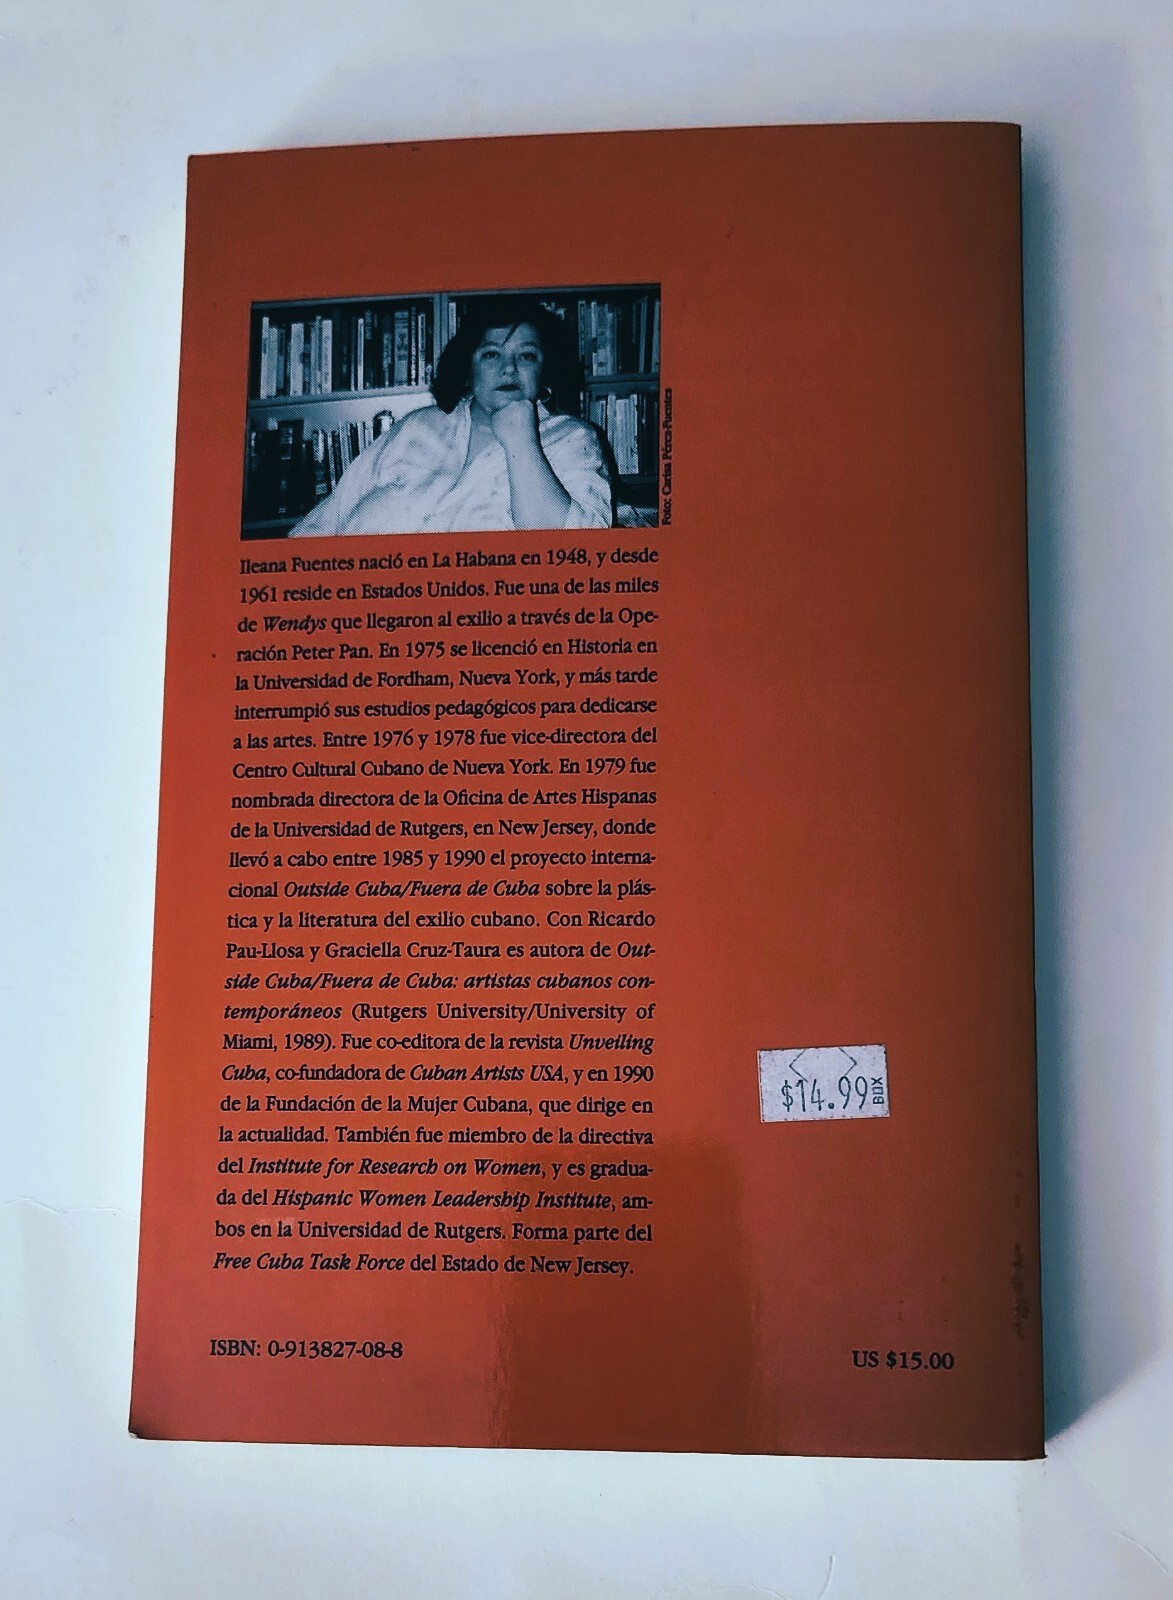 Foto: Carisa Pérez-Fuentes
Ileana Fuentes nació en La Habana en 1948, y desde
1961 reside en Estados Unidos. Fue una de las miles
de Wendys que llegaron al exilio a través de la Ope-
ración Peter Pan. En 1975 se licenció en Historia en
la Universidad de Fordham, Nueva York, y más tarde
interrumpió sus estudios pedagógicos para dedicarse
a las artes. Entre 1976 y 1978 fue vice-directora del
Centro Cultural Cubano de Nueva York. En 1979 fue
nombrada directora de la Oficina de Artes Hispanas
de la Universidad de Rutgers, en New Jersey, donde
llevó a cabo entre 1985 y 1990 el proyecto interna-
cional Outside Cuba/Fuera de Cuba sobre la plás-
tica y la literatura del exilio cubano. Con Ricardo
Pau-Llosa y Graciella Cruz-Taura es autora de Out-
side Cuba/Fuera de Cuba: artistas cubanos con-
temporáneos (Rutgers University/University of
Miami, 1989). Fue co-editora de la revista Unveiling
Cuba, co-fundadora de Cuban Artists USA, y en 1990
de la Fundación de la Mujer Cubana, que dirige en
la actualidad. También fue miembro de la directiva
del Institute for Research on Women, y es gradua-
da del Hispanic Women Leadership Institute, am-
bos en la Universidad de Rutgers. Forma parte del
Free Cuba Task Force del Estado de New Jersey.
$14.99
BOX
ISBN: 0-913827-08-8
US $15.00